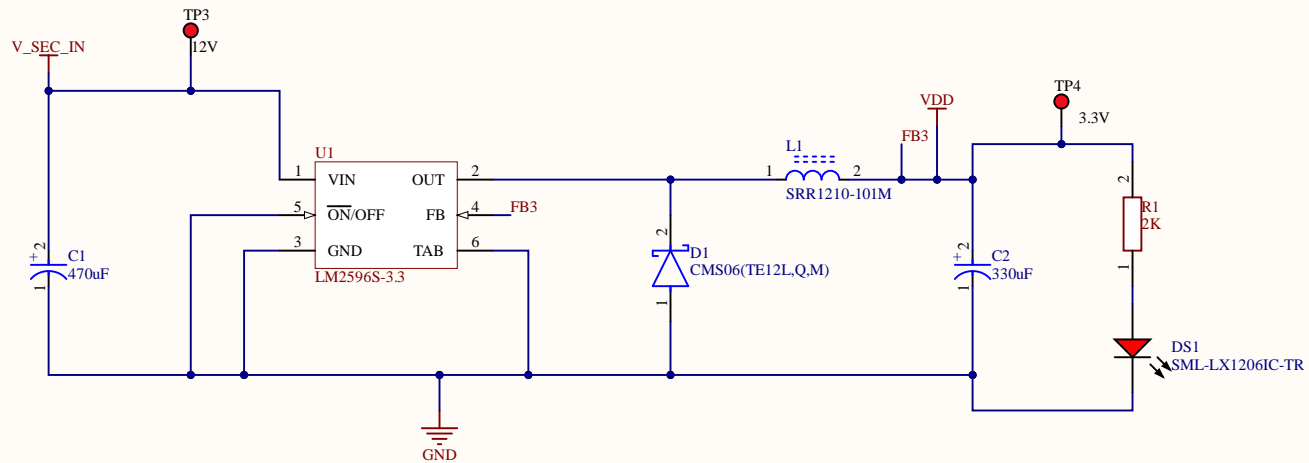 TP3
12V
V_SEC_IN
TP4
3.3V
VDD
FB3
L1
1
2
SRR1210-101M
U1
1
VIN
OUT
2
5
ON/OFF
FB
4
FB3
3
GND
TAB
6
LM2596S-3.3
+
2
C1
470uF
1
2
D1
CMS06(TE12L,Q,M)
1
+
2
C2
330uF
1
2
R1
2K
1
DS1
SML-LX1206IC-TR
GND